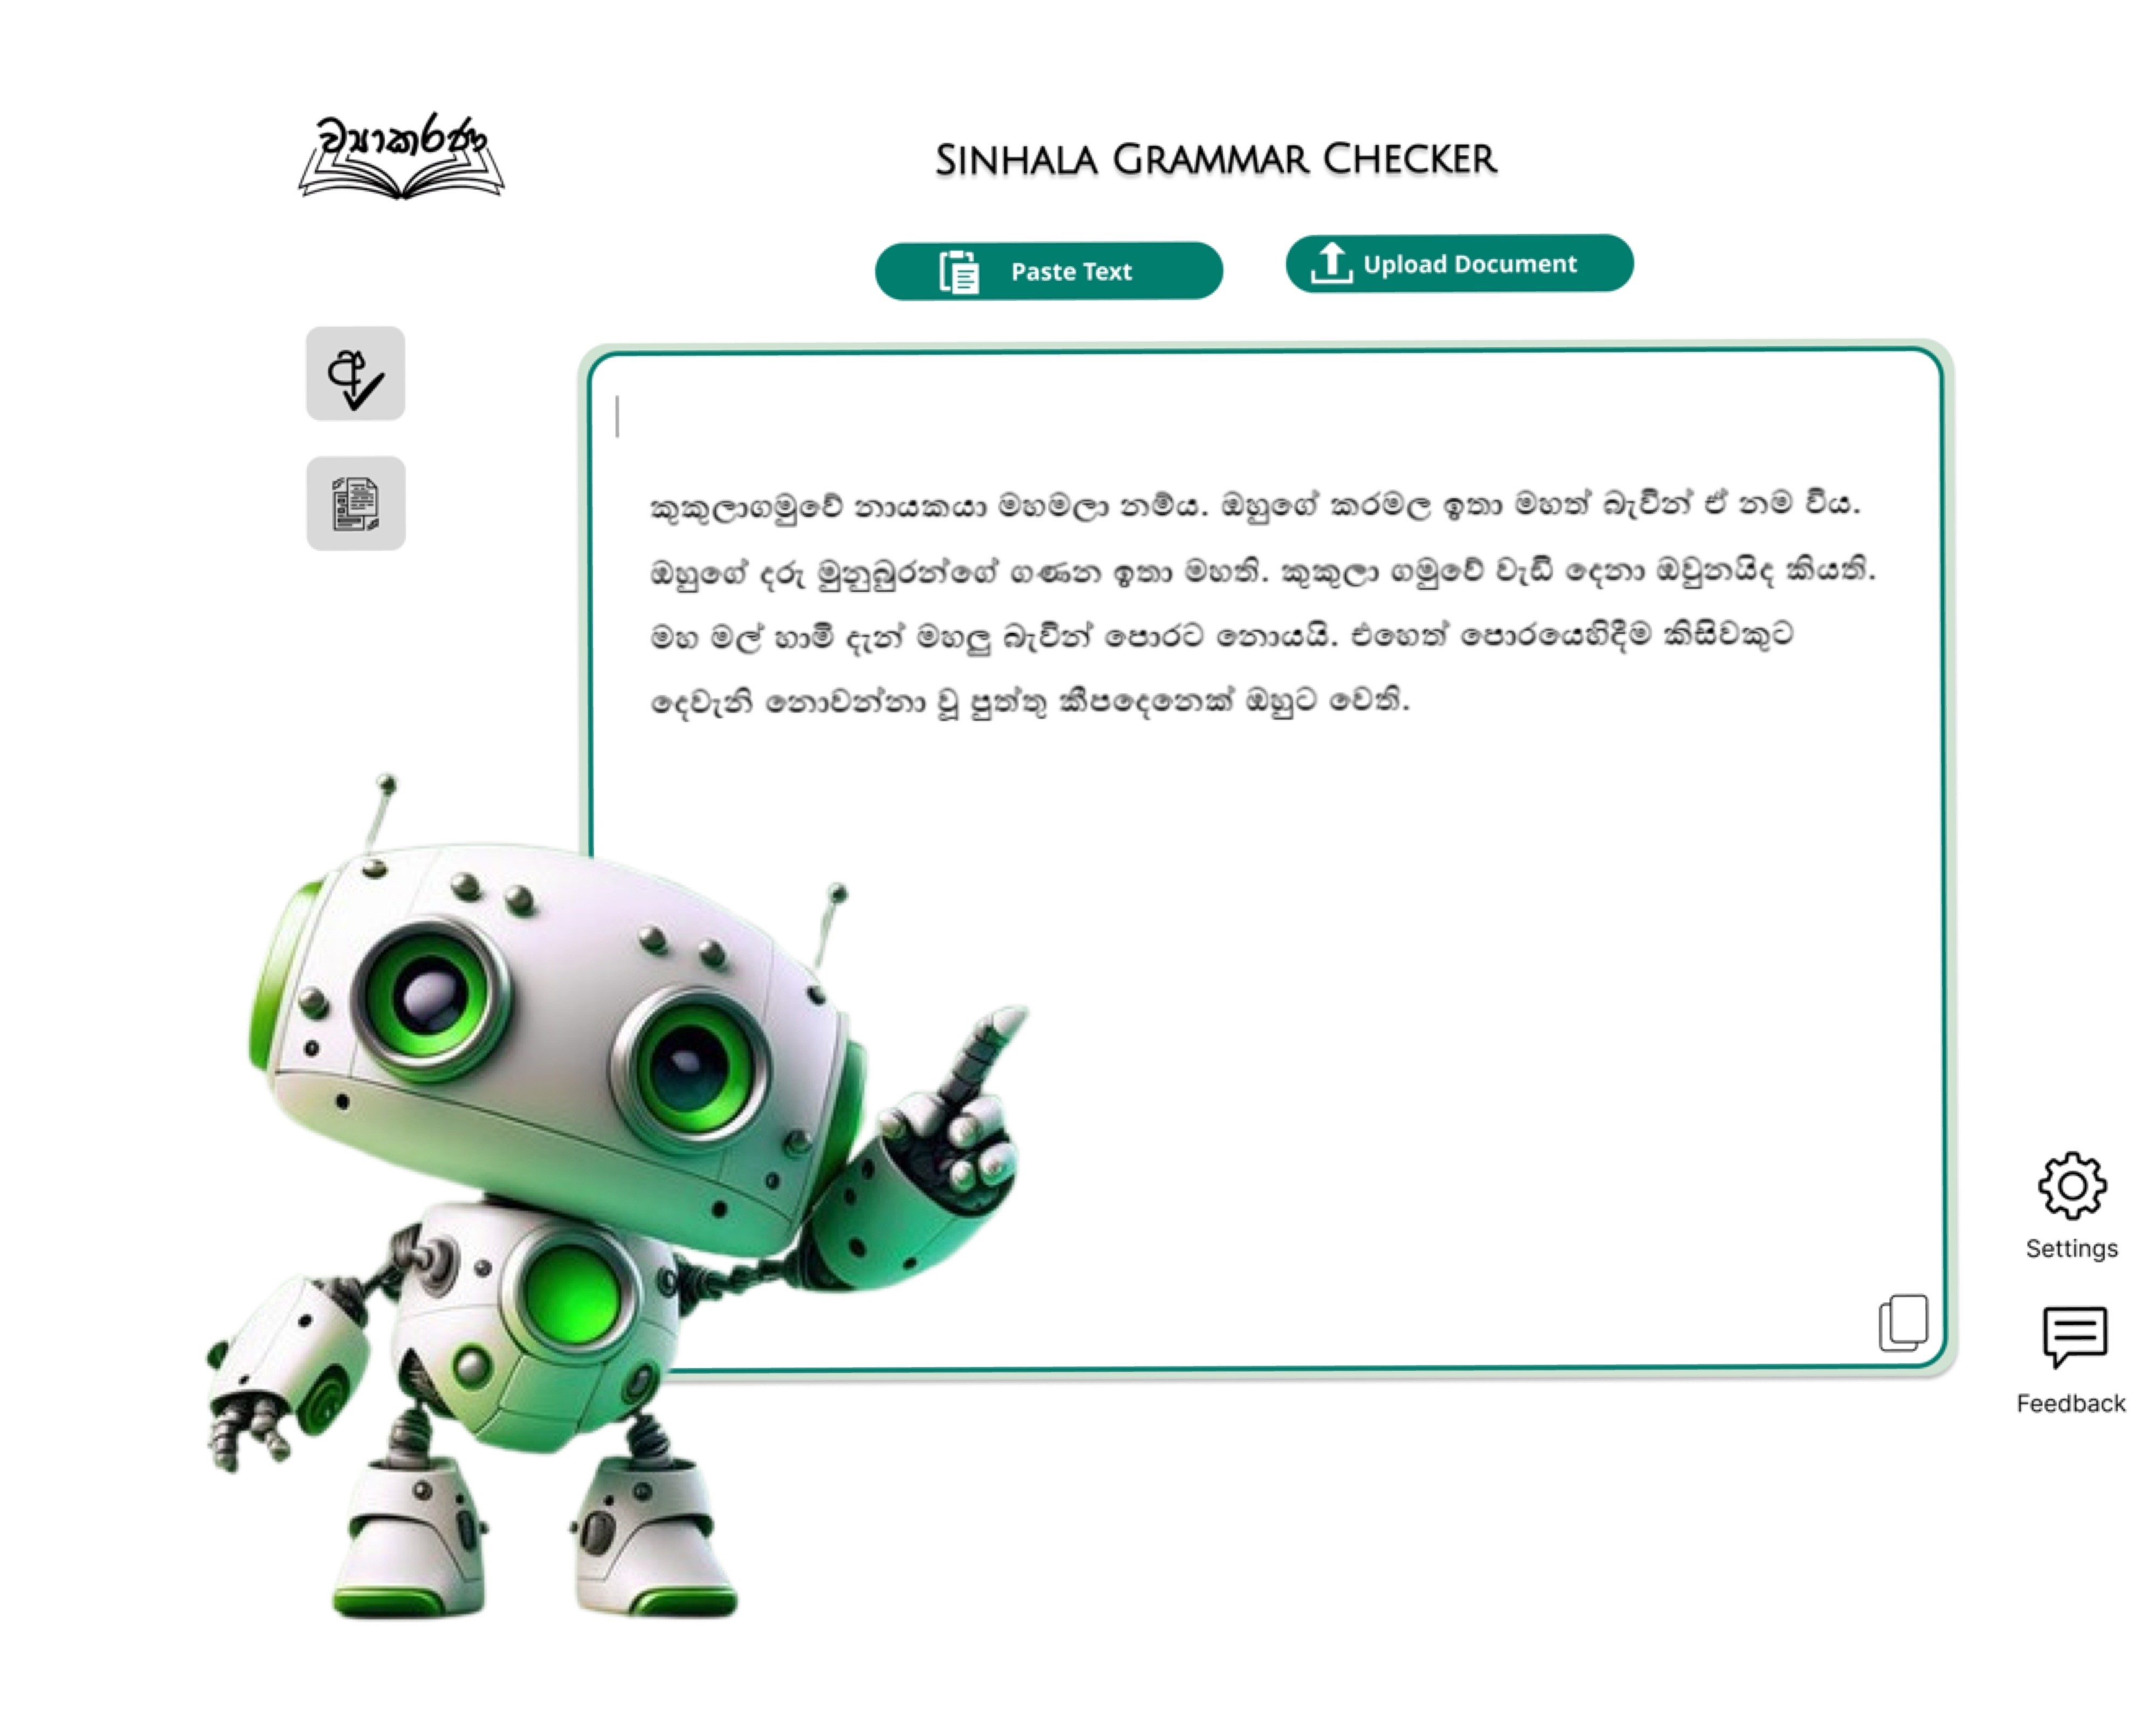 ව්‍යාකරණ
SINHALA GRAMMAR CHECKER
Paste Text
Upload Document
අ
කුකුලාගමුවේ නායකයා මහමලා නම්ය. ඔහුගේ කරමල ඉතා මහත් බැවින් ඒ නම විය.
ඔහුගේ දරු මුනුබුරන්ගේ ගණන ඉතා මහති. කුකුලා ගමුවේ වැඩි දෙනා ඔවුනයිද කියති.
මහ මල් හාමි දැන් මහලු බැවින් පොරට නොයයි. එහෙත් පොරයෙහිදීම කිසිවකුට
දෙවැනි නොවන්නා වූ පුත්තු කීපදෙනෙක් ඔහුට වෙති.
Settings
Feedback